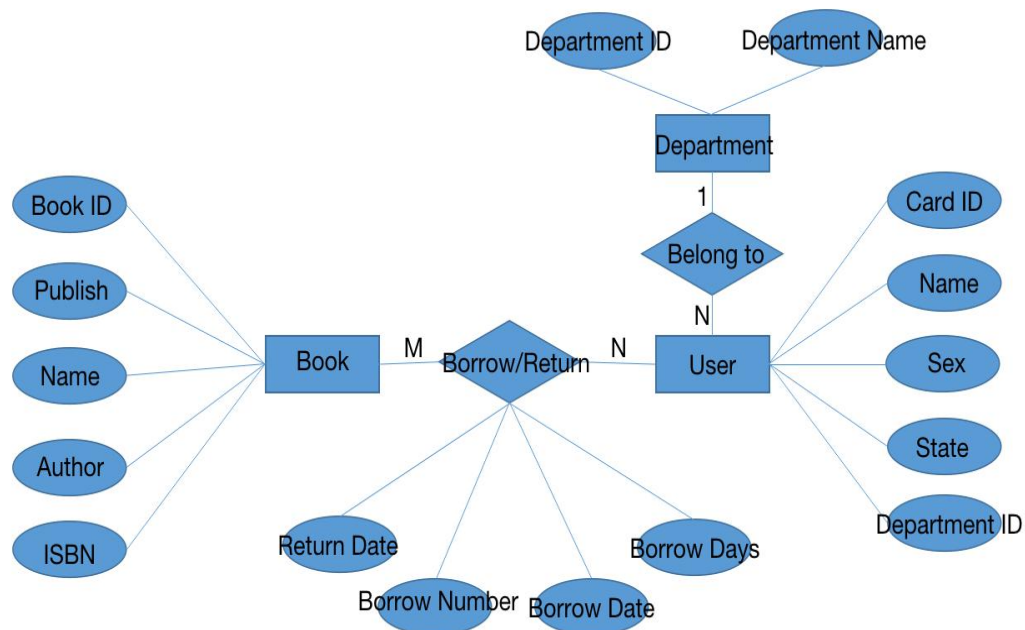 Department ID
Department Name
Department
1
Belong to
N
Book ID
Publish
Name
Author
ISBN
Book
M
Borrow/Return
N
User
Card ID
Name
Sex
State
Department ID
Return Date
Borrow Number
Borrow Date
Borrow Days